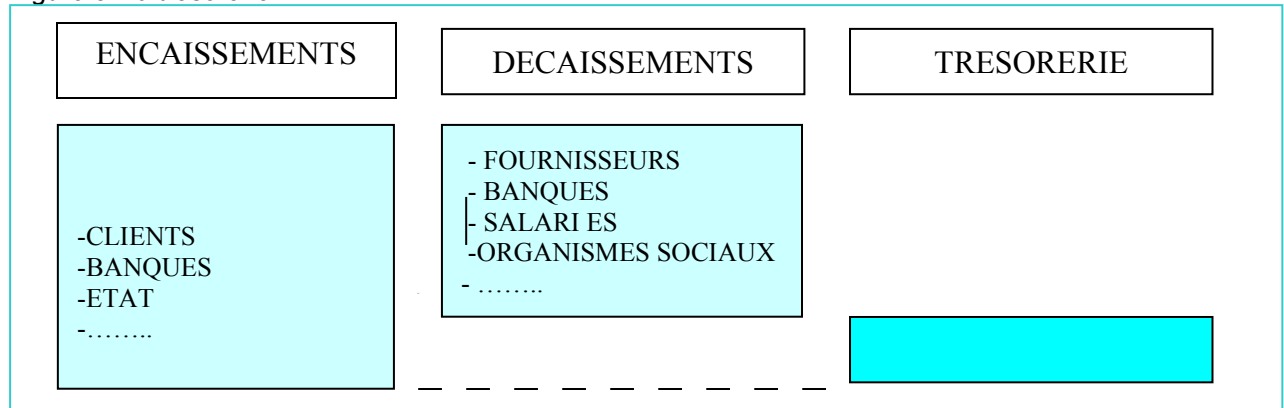 ENCAISSEMENTS
DECAISSEMENTS
TRESORERIE
-CLIENTS
-BANQUES
-ETAT
-……..
- FOURNISSEURS
- BANQUES
- SALARI ES
-ORGANISMES SOCIAUX
- ……..